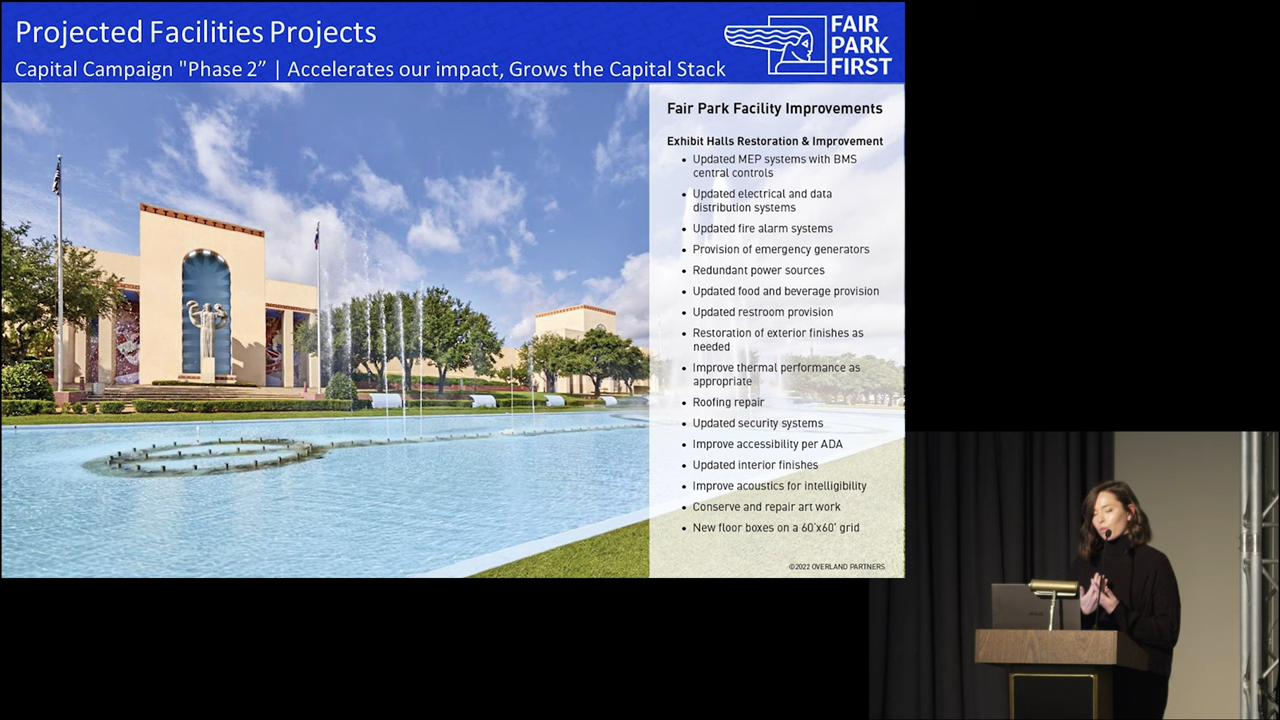 Projected Facilities Projects
Capital Campaign "Phase 2” | Accelerates our impact, Grows the Capital Stack
FAIR
PARK
FIRST
Fair Park Facility Improvements
Exhibit Halls Restoration & Improvement
• Updated MEP systems with BMS
central controls
• Updated electrical and data
distribution systems
• Updated fire alarm systems
• Provision of emergency generators
• Redundant power sources
• Updated food and beverage provision
• Updated restroom provision
• Restoration of exterior finishes as
needed
• Improve thermal performance as
appropriate
• Roofing repair
• Updated security systems
• Improve accessibility per ADA
• Updated interior finishes
• Improve acoustics for intelligibility
• Conserve and repair art work
• New floor boxes on a 60'x60' grid
©2022 OVERLAND PARTNERS